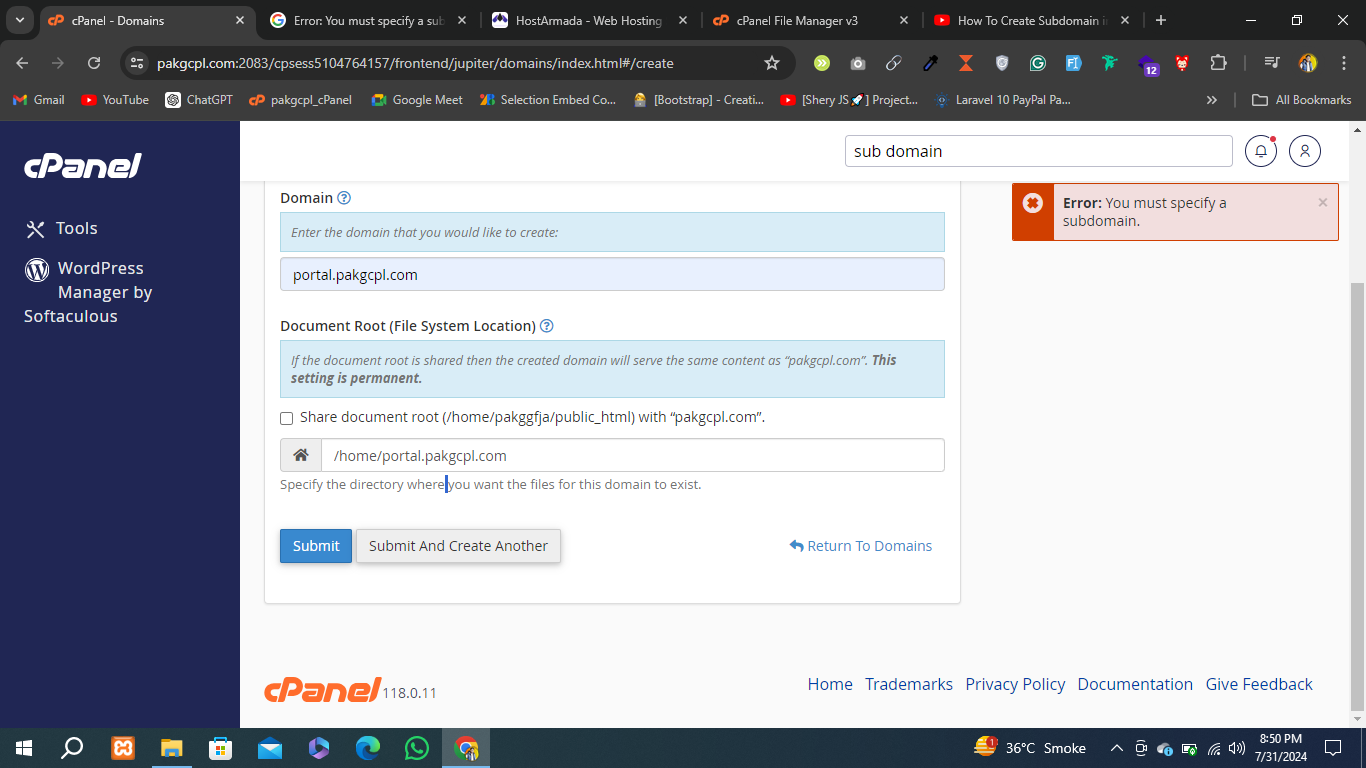 cPanel - Domains
Error: You must specify a sub
HostArmada - Web Hosting
cPanel File Manager v3
How To Create Subdomain i
pakgcpl.com:2083/cpsess5104764157/frontend/jupiter/domains/index.html#/create
12
Gmail
YouTube
ChatGPT
pakgcpl_cPanel
Google Meet
Selection Embed Co...
[Bootstrap] - Creati...
[Shery JS🚀] Project...
Laravel 10 PayPal Pa...
All Bookmarks
cPanel
sub domain
Tools
WordPress
Manager by
Softaculous
Domain
Enter the domain that you would like to create:
portal.pakgcpl.com
Document Root (File System Location)
If the document root is shared then the created domain will serve the same content as “pakgcpl.com”. This
setting is permanent.
Share document root (/home/pakggfja/public_html) with “pakgcpl.com”.
/home/portal.pakgcpl.com
Specify the directory where you want the files for this domain to exist.
Submit
Submit And Create Another
Return To Domains
Error: You must specify a
subdomain.
cPanel 118.0.11
Home
Trademarks
Privacy Policy
Documentation
Give Feedback
1
36°C Smoke
8:50 PM
7/31/2024